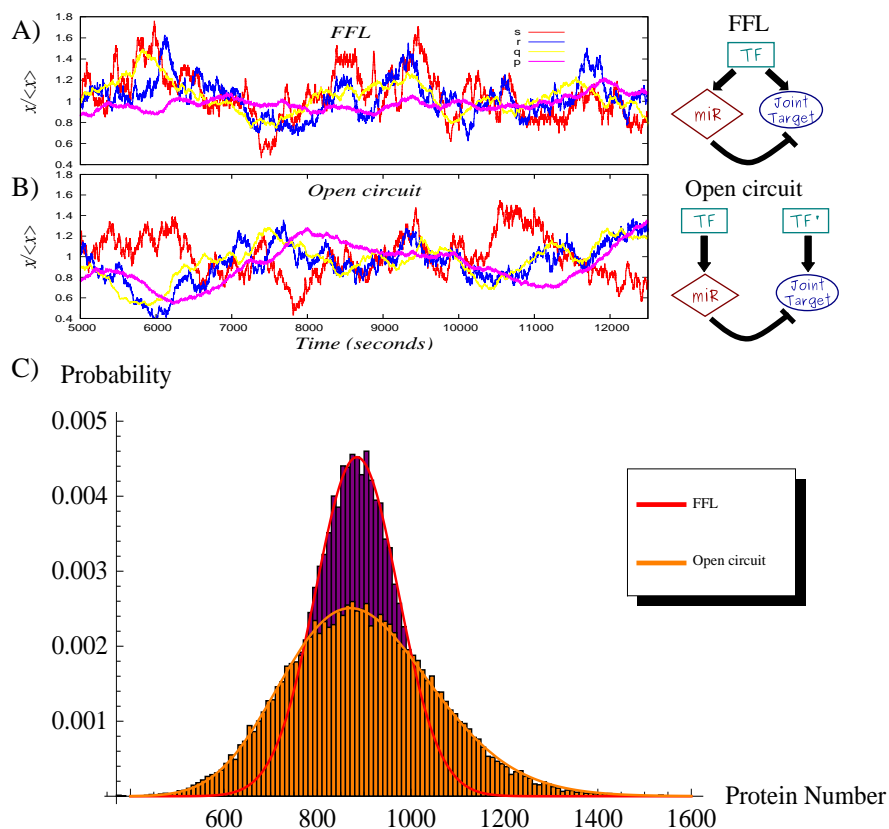 A)
FFL
s
r
q
p
x/<x>
1.8
1.6
1.4
1.2
1
0.8
0.6
0.4
FFL
TF
miR
Joint
Target
B)
Open circuit
x/<x>
1.8
1.6
1.4
1.2
1
0.8
0.6
0.4
5000 6000 7000 8000 9000 10000 11000 12000
Time (seconds)
Open circuit
TF TF'
miR
Joint
Target
C)
Probability
0.005
0.004
0.003
0.002
0.001
600 800 1000 1200 1400 1600
Protein Number
FFL
Open circuit